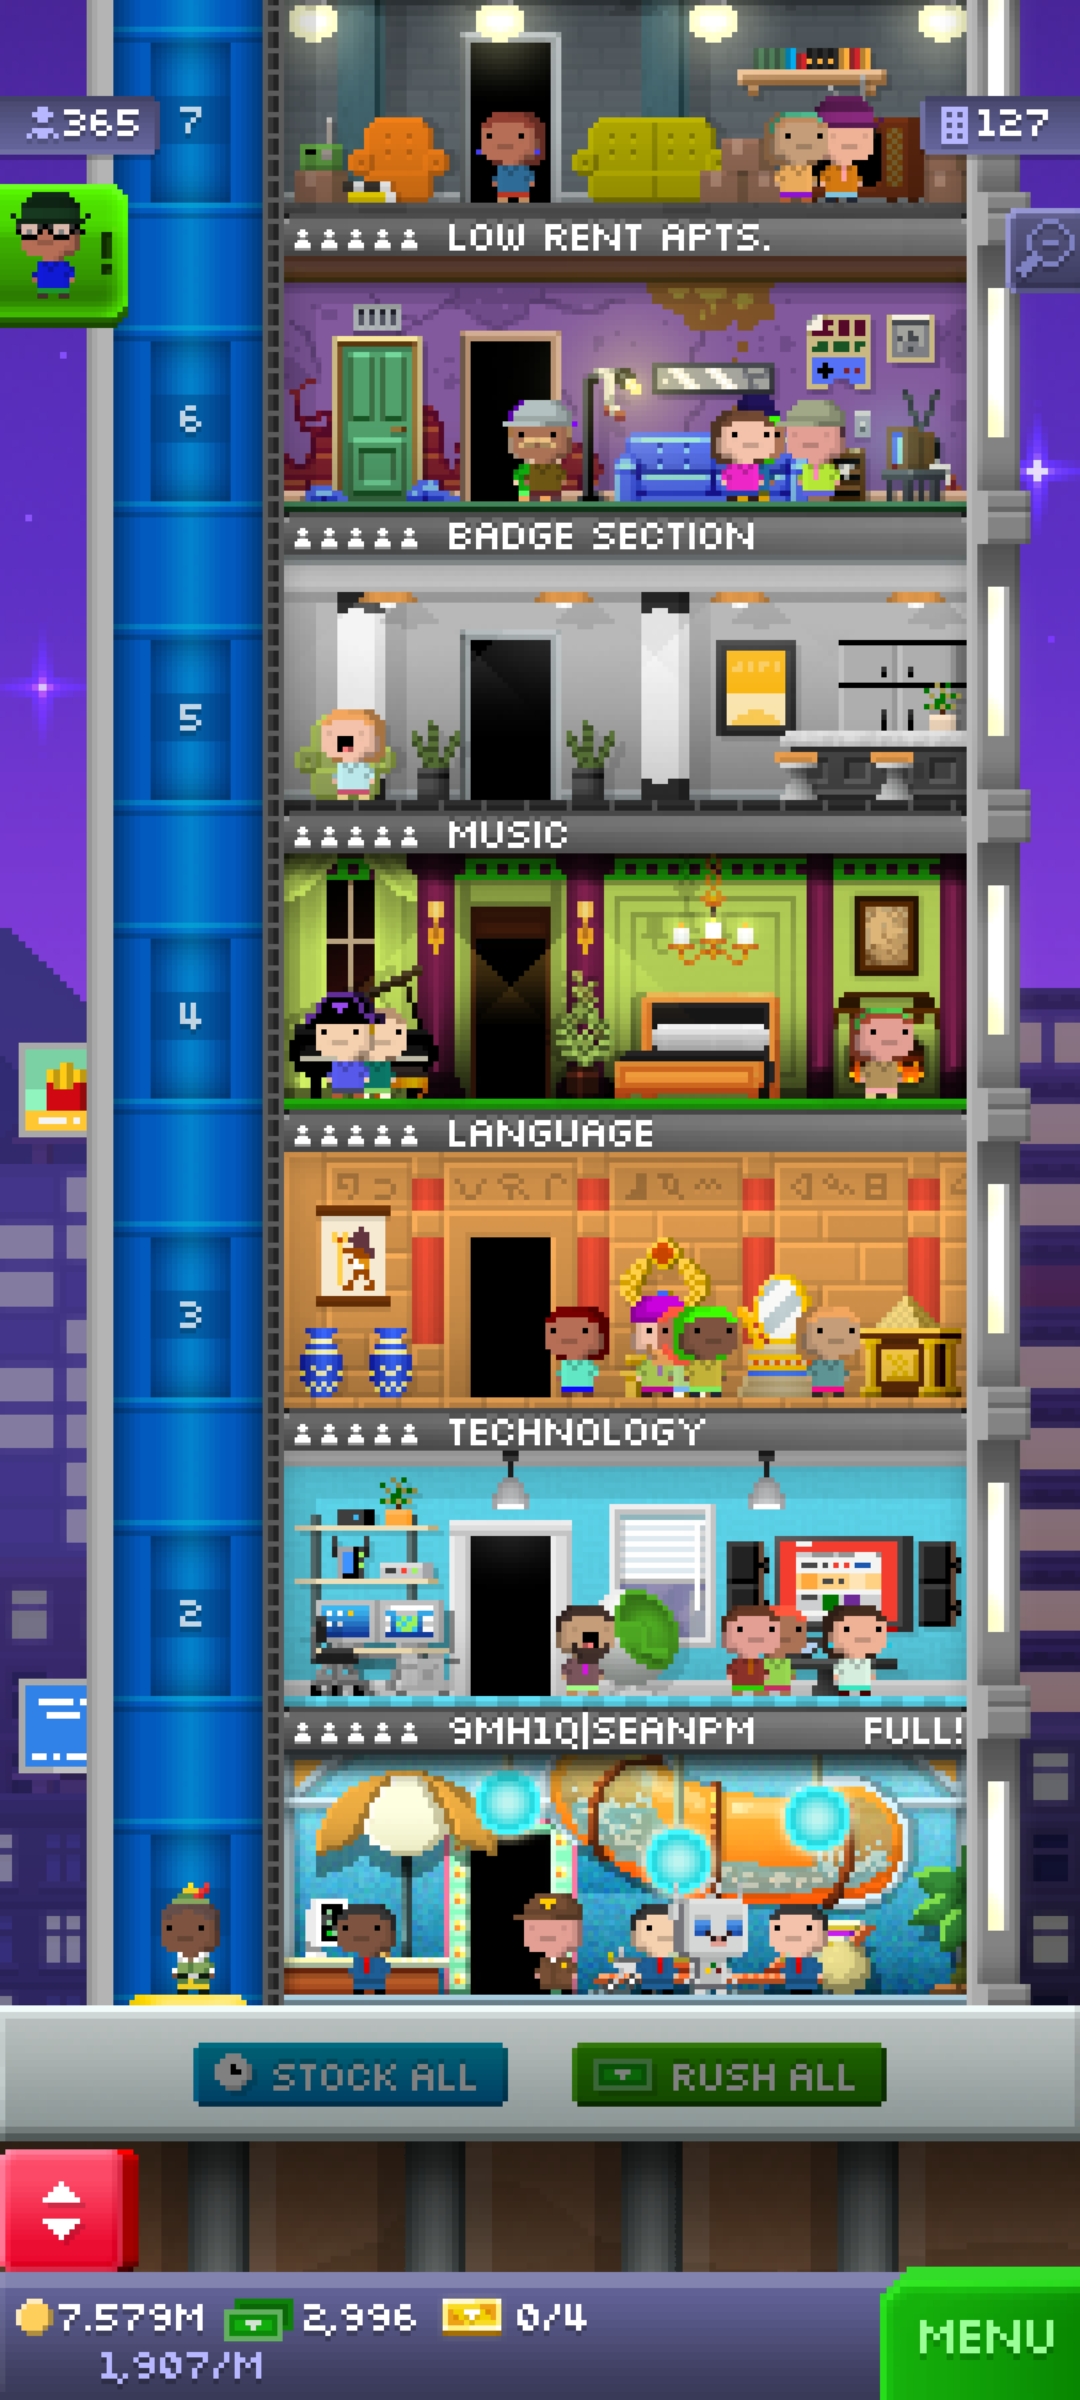 7
365
127
LOW RENT APTS.
6
BADGE SECTION
5
MUSIC
4
LANGUAGE
3
TECHNOLOGY
2
9MH1Q|SEANPM FULL!
STOCK ALL
RUSH ALL
7.579M 2,996 0/4
1,907/M
MENU